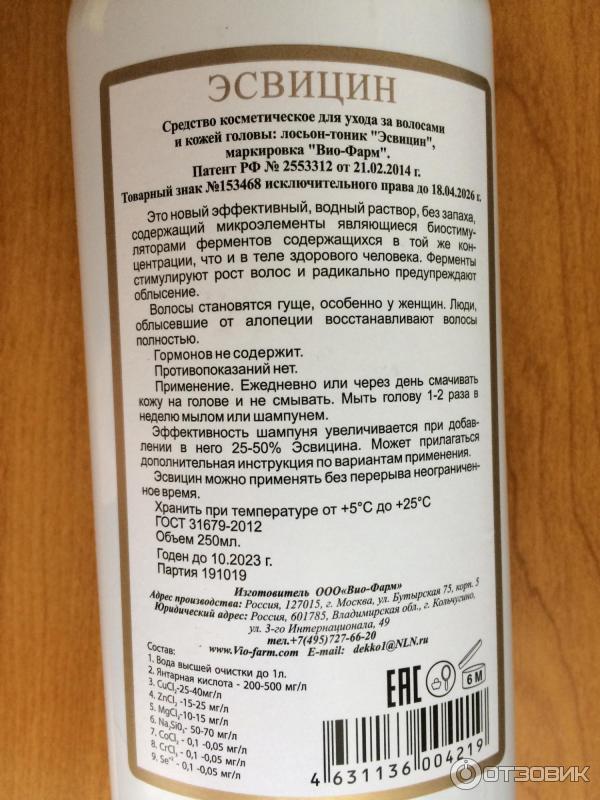 ЭСВИЦИН
Средство косметическое для ухода за волосами
и кожей головы: лосьон-тоник "Эсвицин",
маркировка "Вио-Фарм".
Патент РФ № 2553312 от 21.02.2014 г.
Товарный знак №153468 исключительного права до 18.04.2026 г.
Это новый эффективный, водный раствор, без запаха,
содержащий микроэлементы являющиеся биостиму-
ляторами ферментов содержащихся в той же кон-
центрации, что и в теле здорового человека. Ферменты
стимулируют рост волос и радикально предупреждают
облысение.
Волосы становятся гуще, особенно у женщин. Люди,
облысевшие от алопеции восстанавливают волосы
полностью.
Гормонов не содержит.
Противопоказаний нет.
Применение. Ежедневно или через день смачивать
кожу на голове и не смывать. Мыть голову 1-2 раза в
неделю мылом или шампунем.
Эффективность шампуня увеличивается при добав-
лении в него 25-50% Эсвицина. Может прилагаться
дополнительная инструкция по вариантам применения.
Эсвицин можно применять без перерыва неограничен-
ное время.
Хранить при температуре от +5°C до +25°C
ГОСТ 31679-2012
Объем 250мл.
Годен до 10.2023 г.
Партия 191019
Изготовитель ООО«Вио-Фарм»
Адрес производства: Россия, 127015, г. Москва, ул. Бутырская 75, корп. 5
Юридический адрес: Россия, 601785, Владимирская обл., г. Кольчугино,
ул. 3-го Интернационала, 49
тел.+7(495)727-66-20
www.Vio-farm.com E-mail: dekko1@NLN.ru
Состав:
1. Вода высшей очистки до 1л.
2. Янтарная кислота - 200-500 мг/л
3. CuCl₂-25-40мг/л
4. ZnCl₂ -15-25 мг/л
5. MgCl₂-10-15 мг/л
6. Na₂SiO₃- 50-70 мг/л
7. CoCl₂ - 0,1 -0,05 мг/л
8. CrCl₃ - 0,1 -0,05 мг/л
9. Se⁺² - 0,1 -0,05 мг/л
ЕАС
6 М
4 631136 004219
ОТЗОВИК